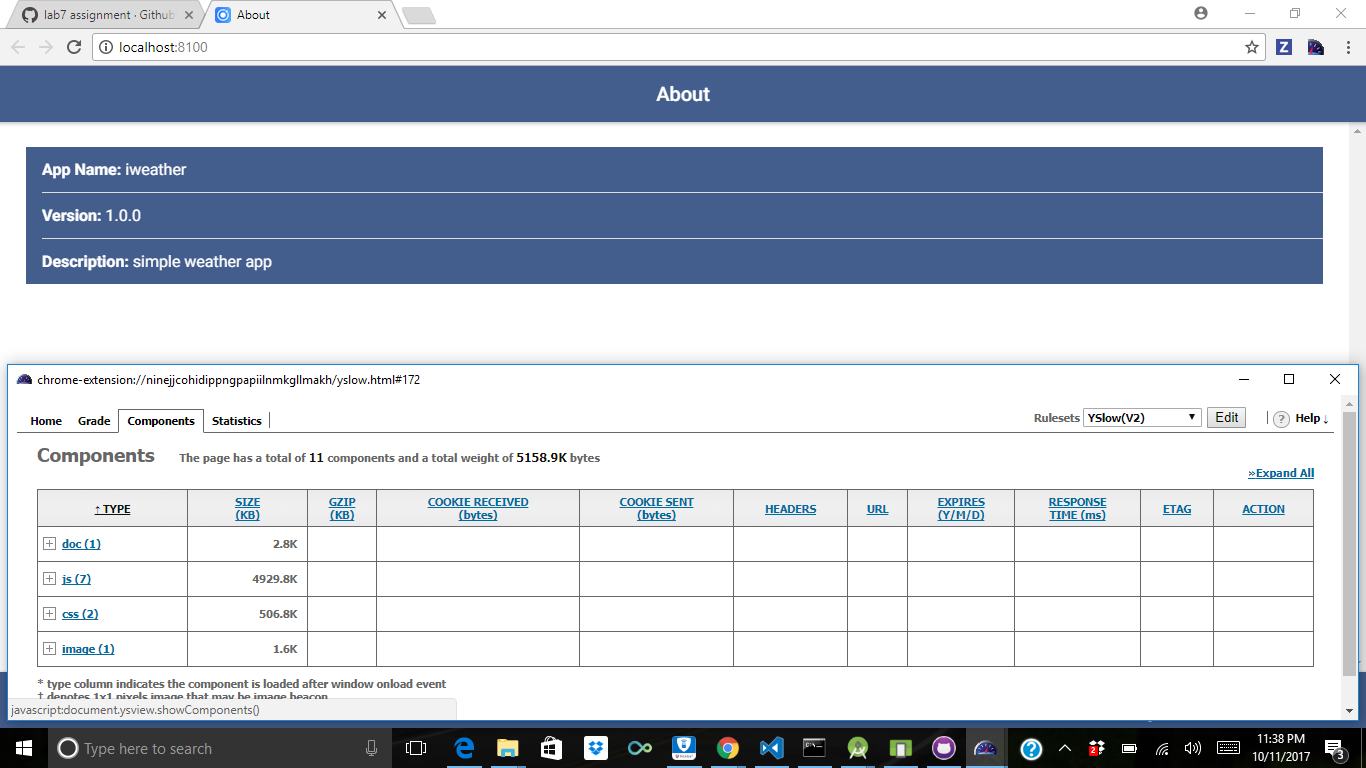 lab7 assignment · Github
About
localhost:8100
Z
About
App Name: iweather
Version: 1.0.0
Description: simple weather app
chrome-extension://ninejjcohidippngpapiilnmkgllmakh/yslow.html#172
Home Grade Components Statistics Rulesets YSlow(V2) Edit ? Help ↓
Components The page has a total of 11 components and a total weight of 5158.9K bytes
»Expand All
↑ TYPE SIZE (KB) GZIP (KB) COOKIE RECEIVED (bytes) COOKIE SENT (bytes) HEADERS URL EXPIRES (Y/M/D) RESPONSE TIME (ms) ETAG ACTION
doc (1) 2.8K
js (7) 4929.8K
css (2) 506.8K
image (1) 1.6K
* type column indicates the component is loaded after window onload event
† denotes 1x1 pixels image that may be image beacon
javascript:document.ysview.showComponents()
Type here to search
11:38 PM
10/11/2017
2
3